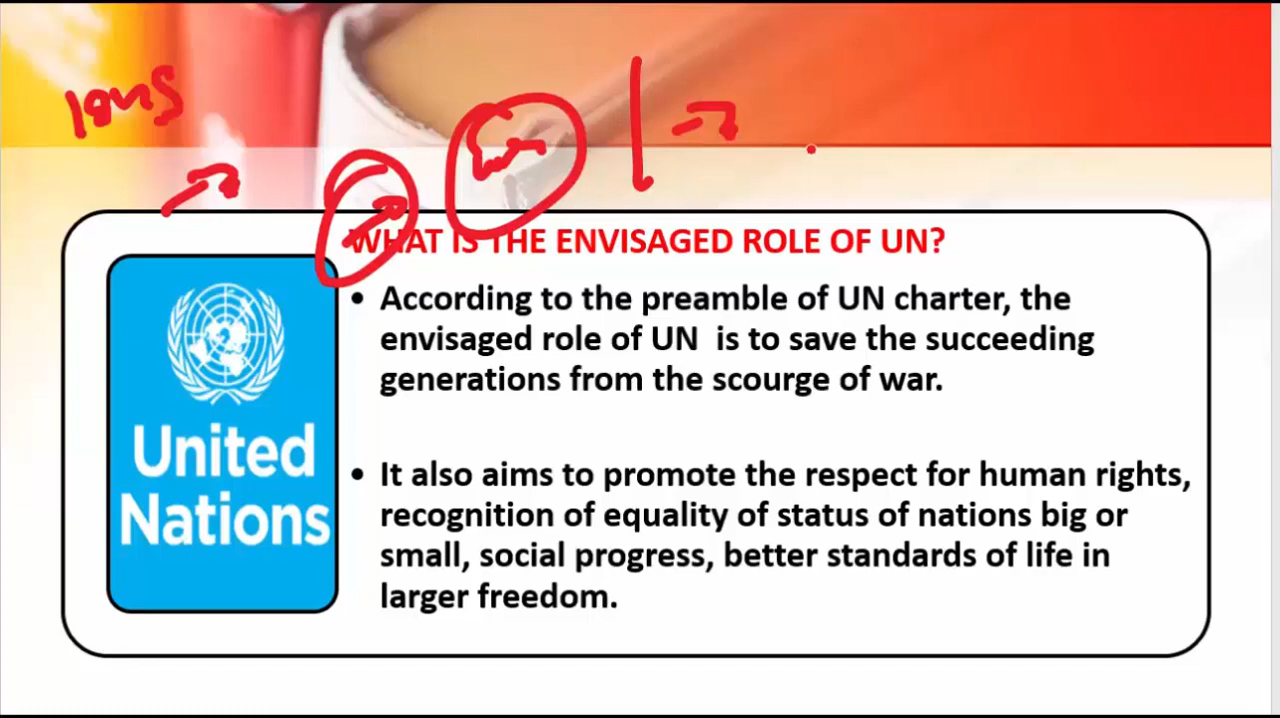 1945
WHAT IS THE ENVISAGED ROLE OF UN?
United
Nations
• According to the preamble of UN charter, the
envisaged role of UN is to save the succeeding
generations from the scourge of war.
• It also aims to promote the respect for human rights,
recognition of equality of status of nations big or
small, social progress, better standards of life in
larger freedom.